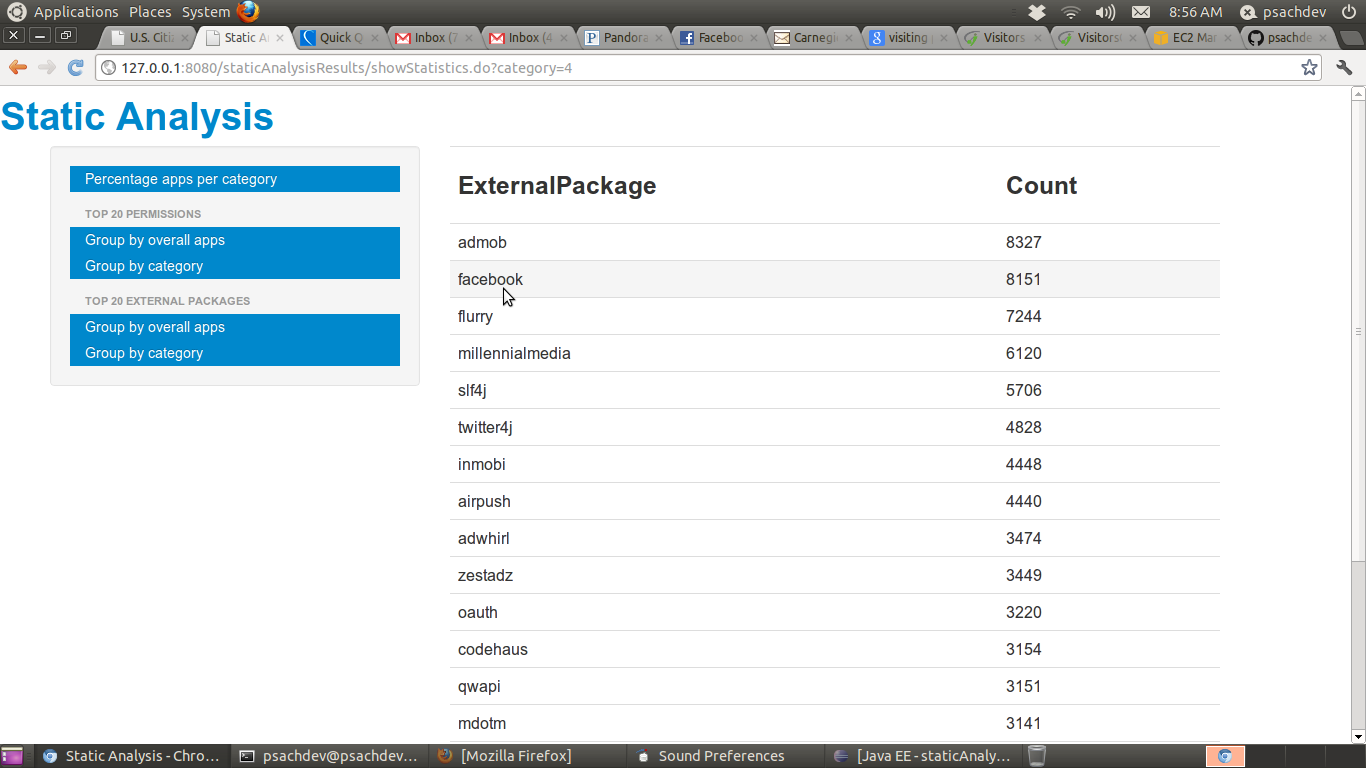 Applications Places System 8:56 AM psachdev
U.S. Citi Static A Quick Q Inbox (7 Inbox (4 Pandora Faceboo Carnegi visiting Visitors Visitors EC2 Mar psachde
127.0.0.1:8080/staticAnalysisResults/showStatistics.do?category=4
Static Analysis
Percentage apps per category
TOP 20 PERMISSIONS
Group by overall apps
Group by category
TOP 20 EXTERNAL PACKAGES
Group by overall apps
Group by category
ExternalPackage Count
admob 8327
facebook 8151
flurry 7244
millennialmedia 6120
slf4j 5706
twitter4j 4828
inmobi 4448
airpush 4440
adwhirl 3474
zestadz 3449
oauth 3220
codehaus 3154
qwapi 3151
mdotm 3141
Static Analysis - Chro... psachdev@psachdev... [Mozilla Firefox] Sound Preferences [Java EE - staticAnaly...